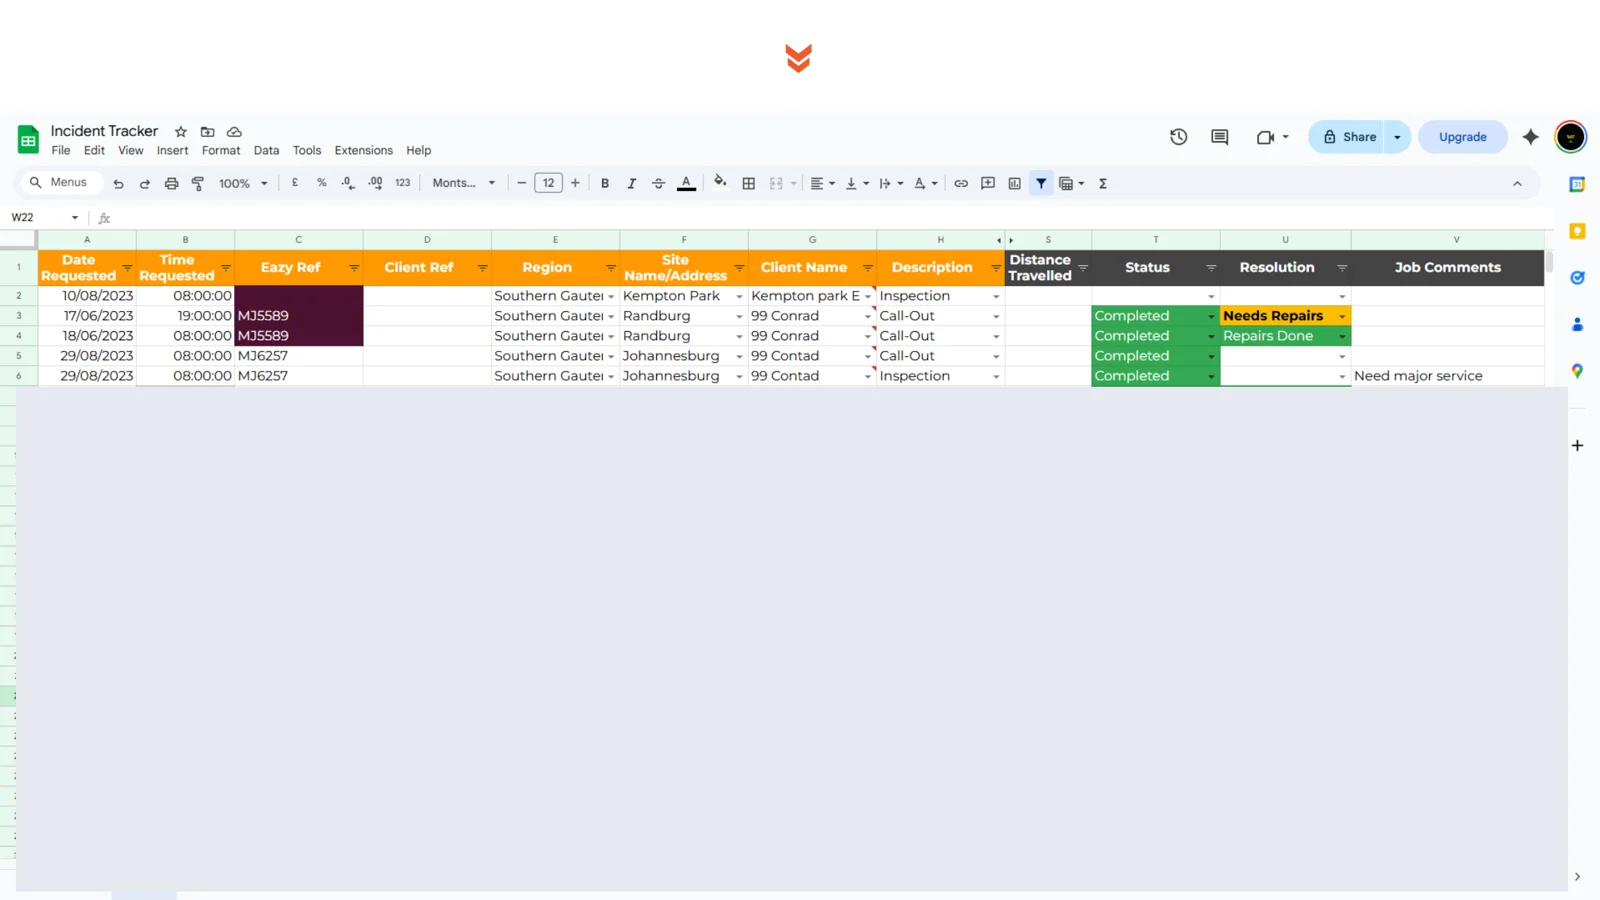 Incident Tracker
File Edit View Insert Format Data Tools Extensions Help
Share
Upgrade
Menus 100% £ % .0 .00 123 Monts... 12 B I A Σ
W22 fx
A B C D E F G H S T U V
1 Date Requested Time Requested Eazy Ref Client Ref Region Site Name/Address Client Name Description Distance Travelled Status Resolution Job Comments
2 10/08/2023 08:00:00 Southern Gauter Kempton Park Kempton park E Inspection
3 17/06/2023 19:00:00 MJ5589 Southern Gauter Randburg 99 Conrad Call-Out Completed Needs Repairs
4 18/06/2023 08:00:00 MJ5589 Southern Gauter Randburg 99 Conrad Call-Out Completed Repairs Done
5 29/08/2023 08:00:00 MJ6257 Southern Gauter Johannesburg 99 Contad Call-Out Completed
6 29/08/2023 08:00:00 MJ6257 Southern Gauter Johannesburg 99 Contad Inspection Completed Need major service